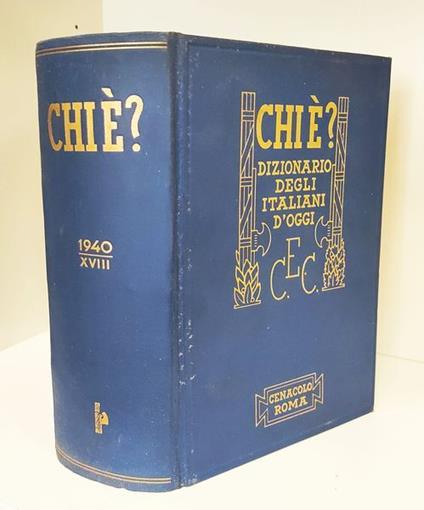 CHI È?
1940
XVIII
CHI È?
DIZIONARIO
DEGLI
ITALIANI
D'OGGI
C.E.C.
CENACOLO
ROMA